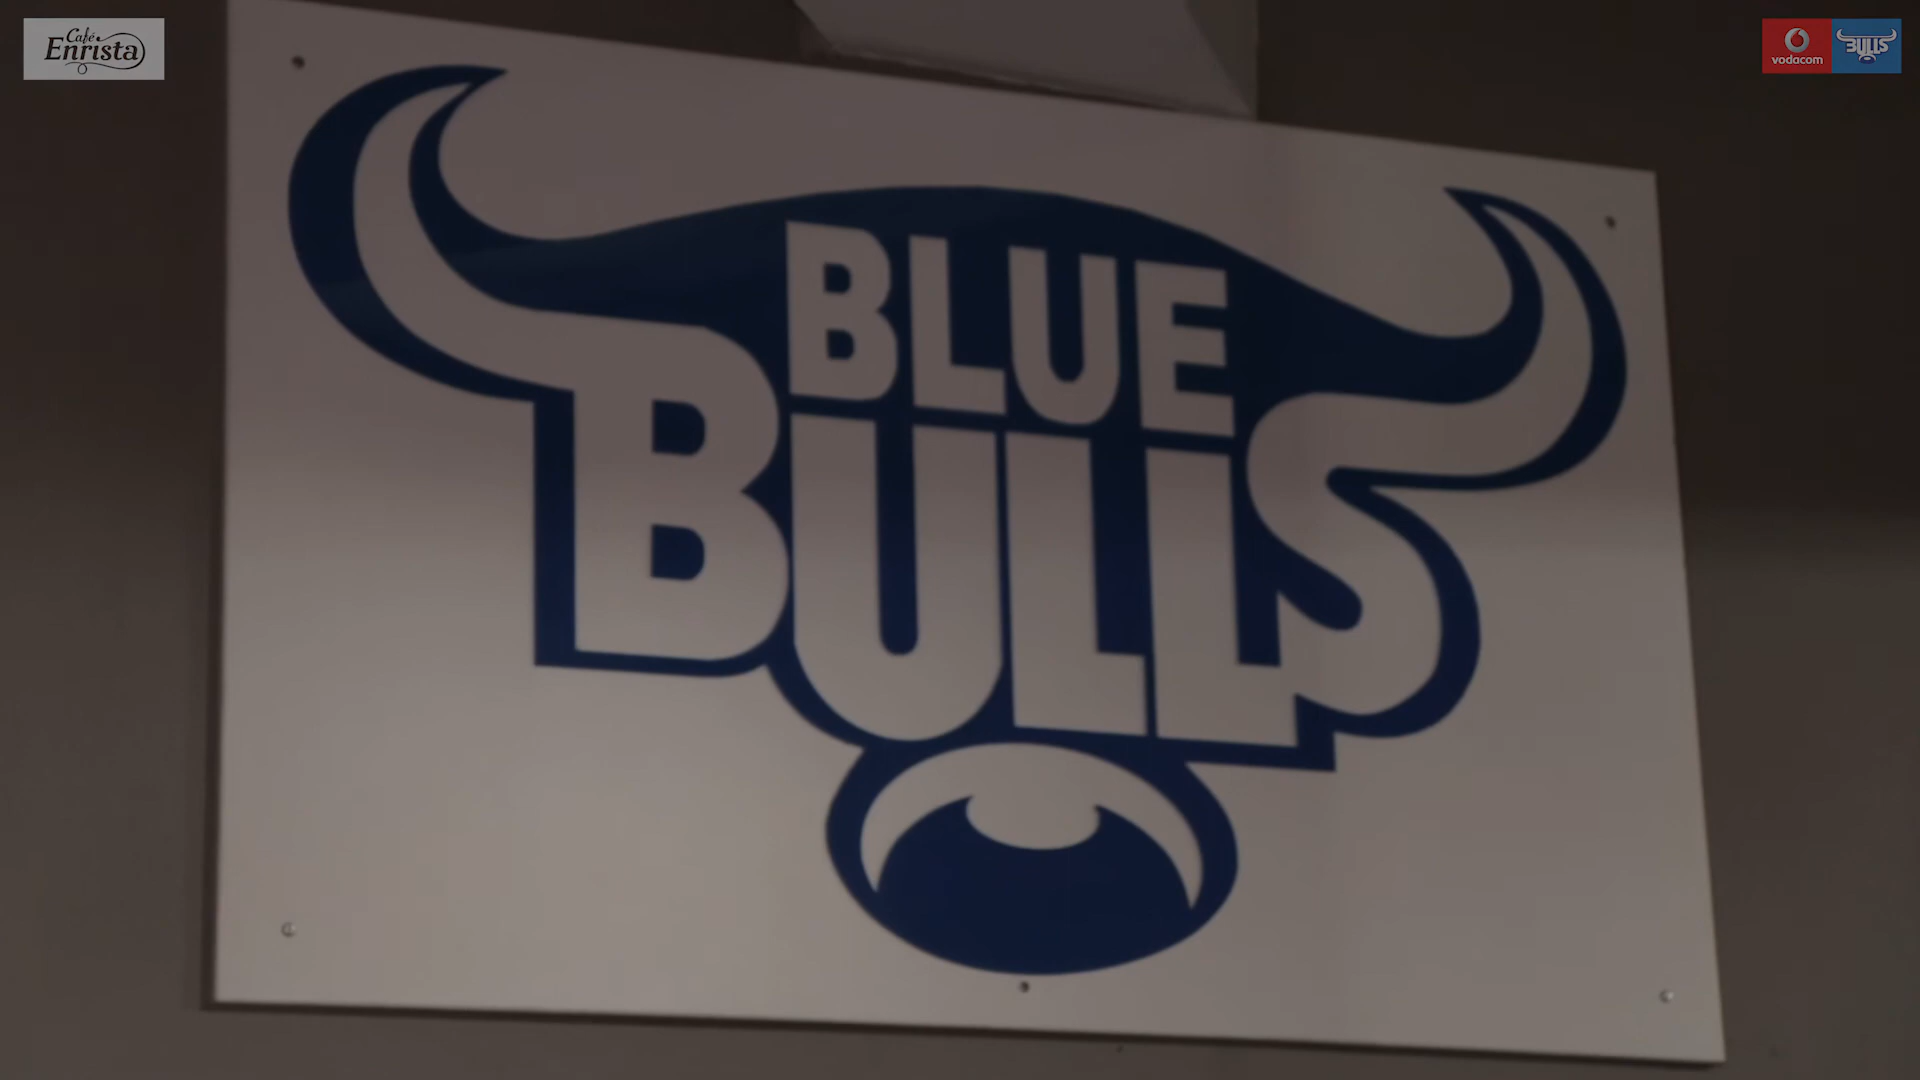 Café
Enrista
vodacom
BULLS
BLUE
BULLS